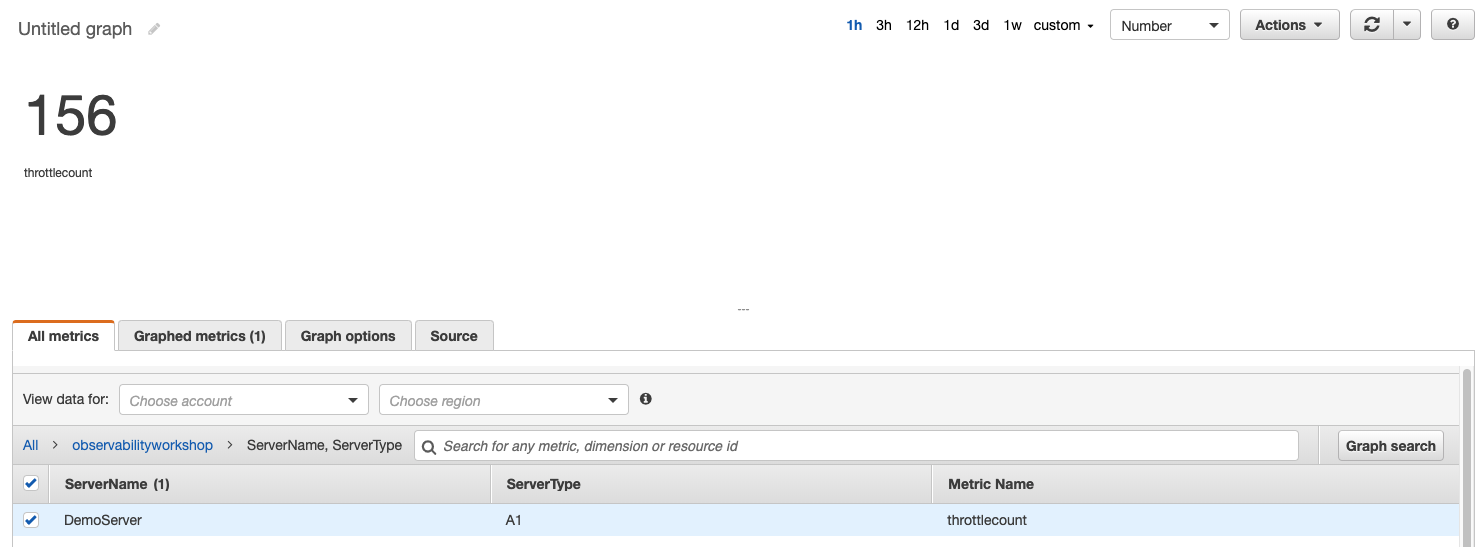 Untitled graph
1h 3h 12h 1d 3d 1w custom Number Actions
156
throttlecount
All metrics Graphed metrics (1) Graph options Source
View data for: Choose account Choose region
All > observabilityworkshop > ServerName, ServerType Search for any metric, dimension or resource id Graph search
ServerName (1) ServerType Metric Name
DemoServer A1 throttlecount